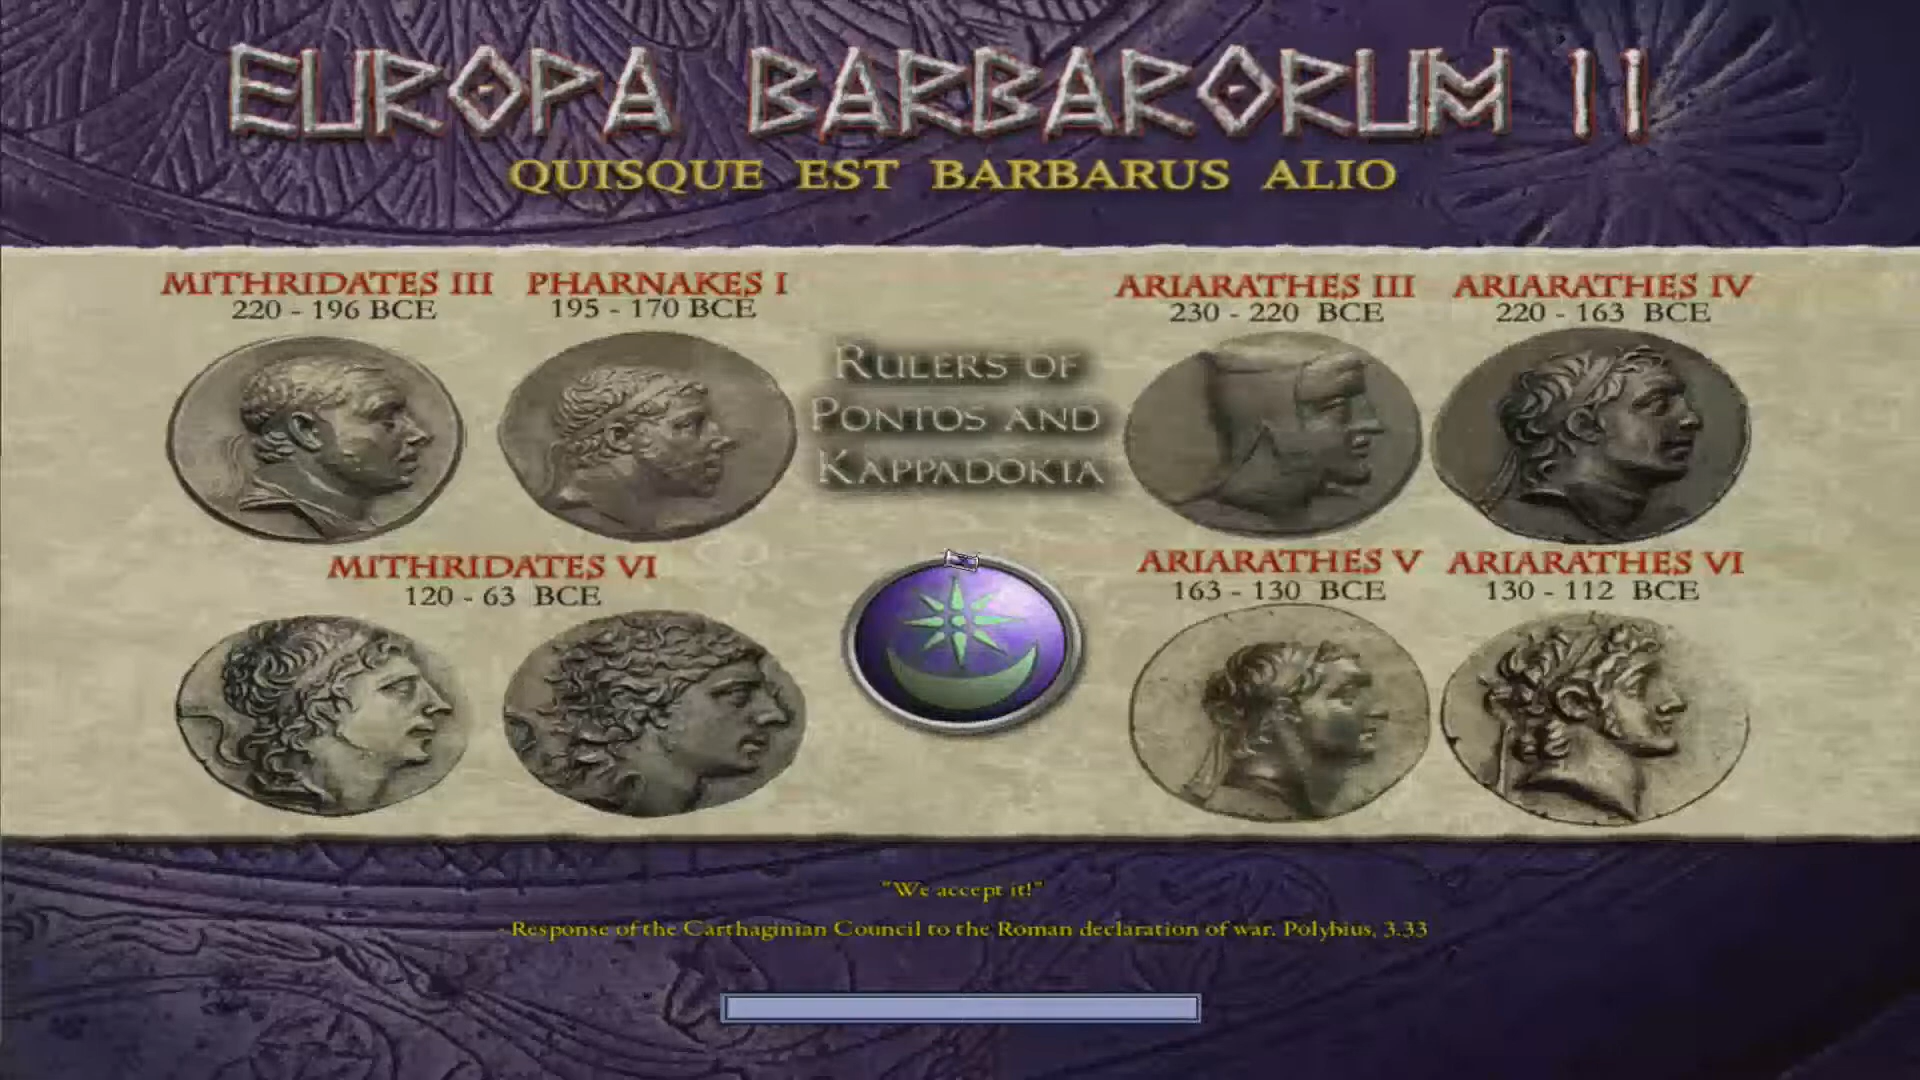 EUROPA BARBARORUM II
QUISQUE EST BARBARUS ALIO
MITHRIDATES III
220 - 196 BCE
PHARNAKES I
195 - 170 BCE
RULERS OF
PONTOS AND
KAPPADOKIA
ARIARATHES III
230 - 220 BCE
ARIARATHES IV
220 - 163 BCE
MITHRIDATES VI
120 - 63 BCE
ARIARATHES V
163 - 130 BCE
ARIARATHES VI
130 - 112 BCE
"We accept it!"
- Response of the Carthaginian Council to the Roman declaration of war. Polybius, 3.33